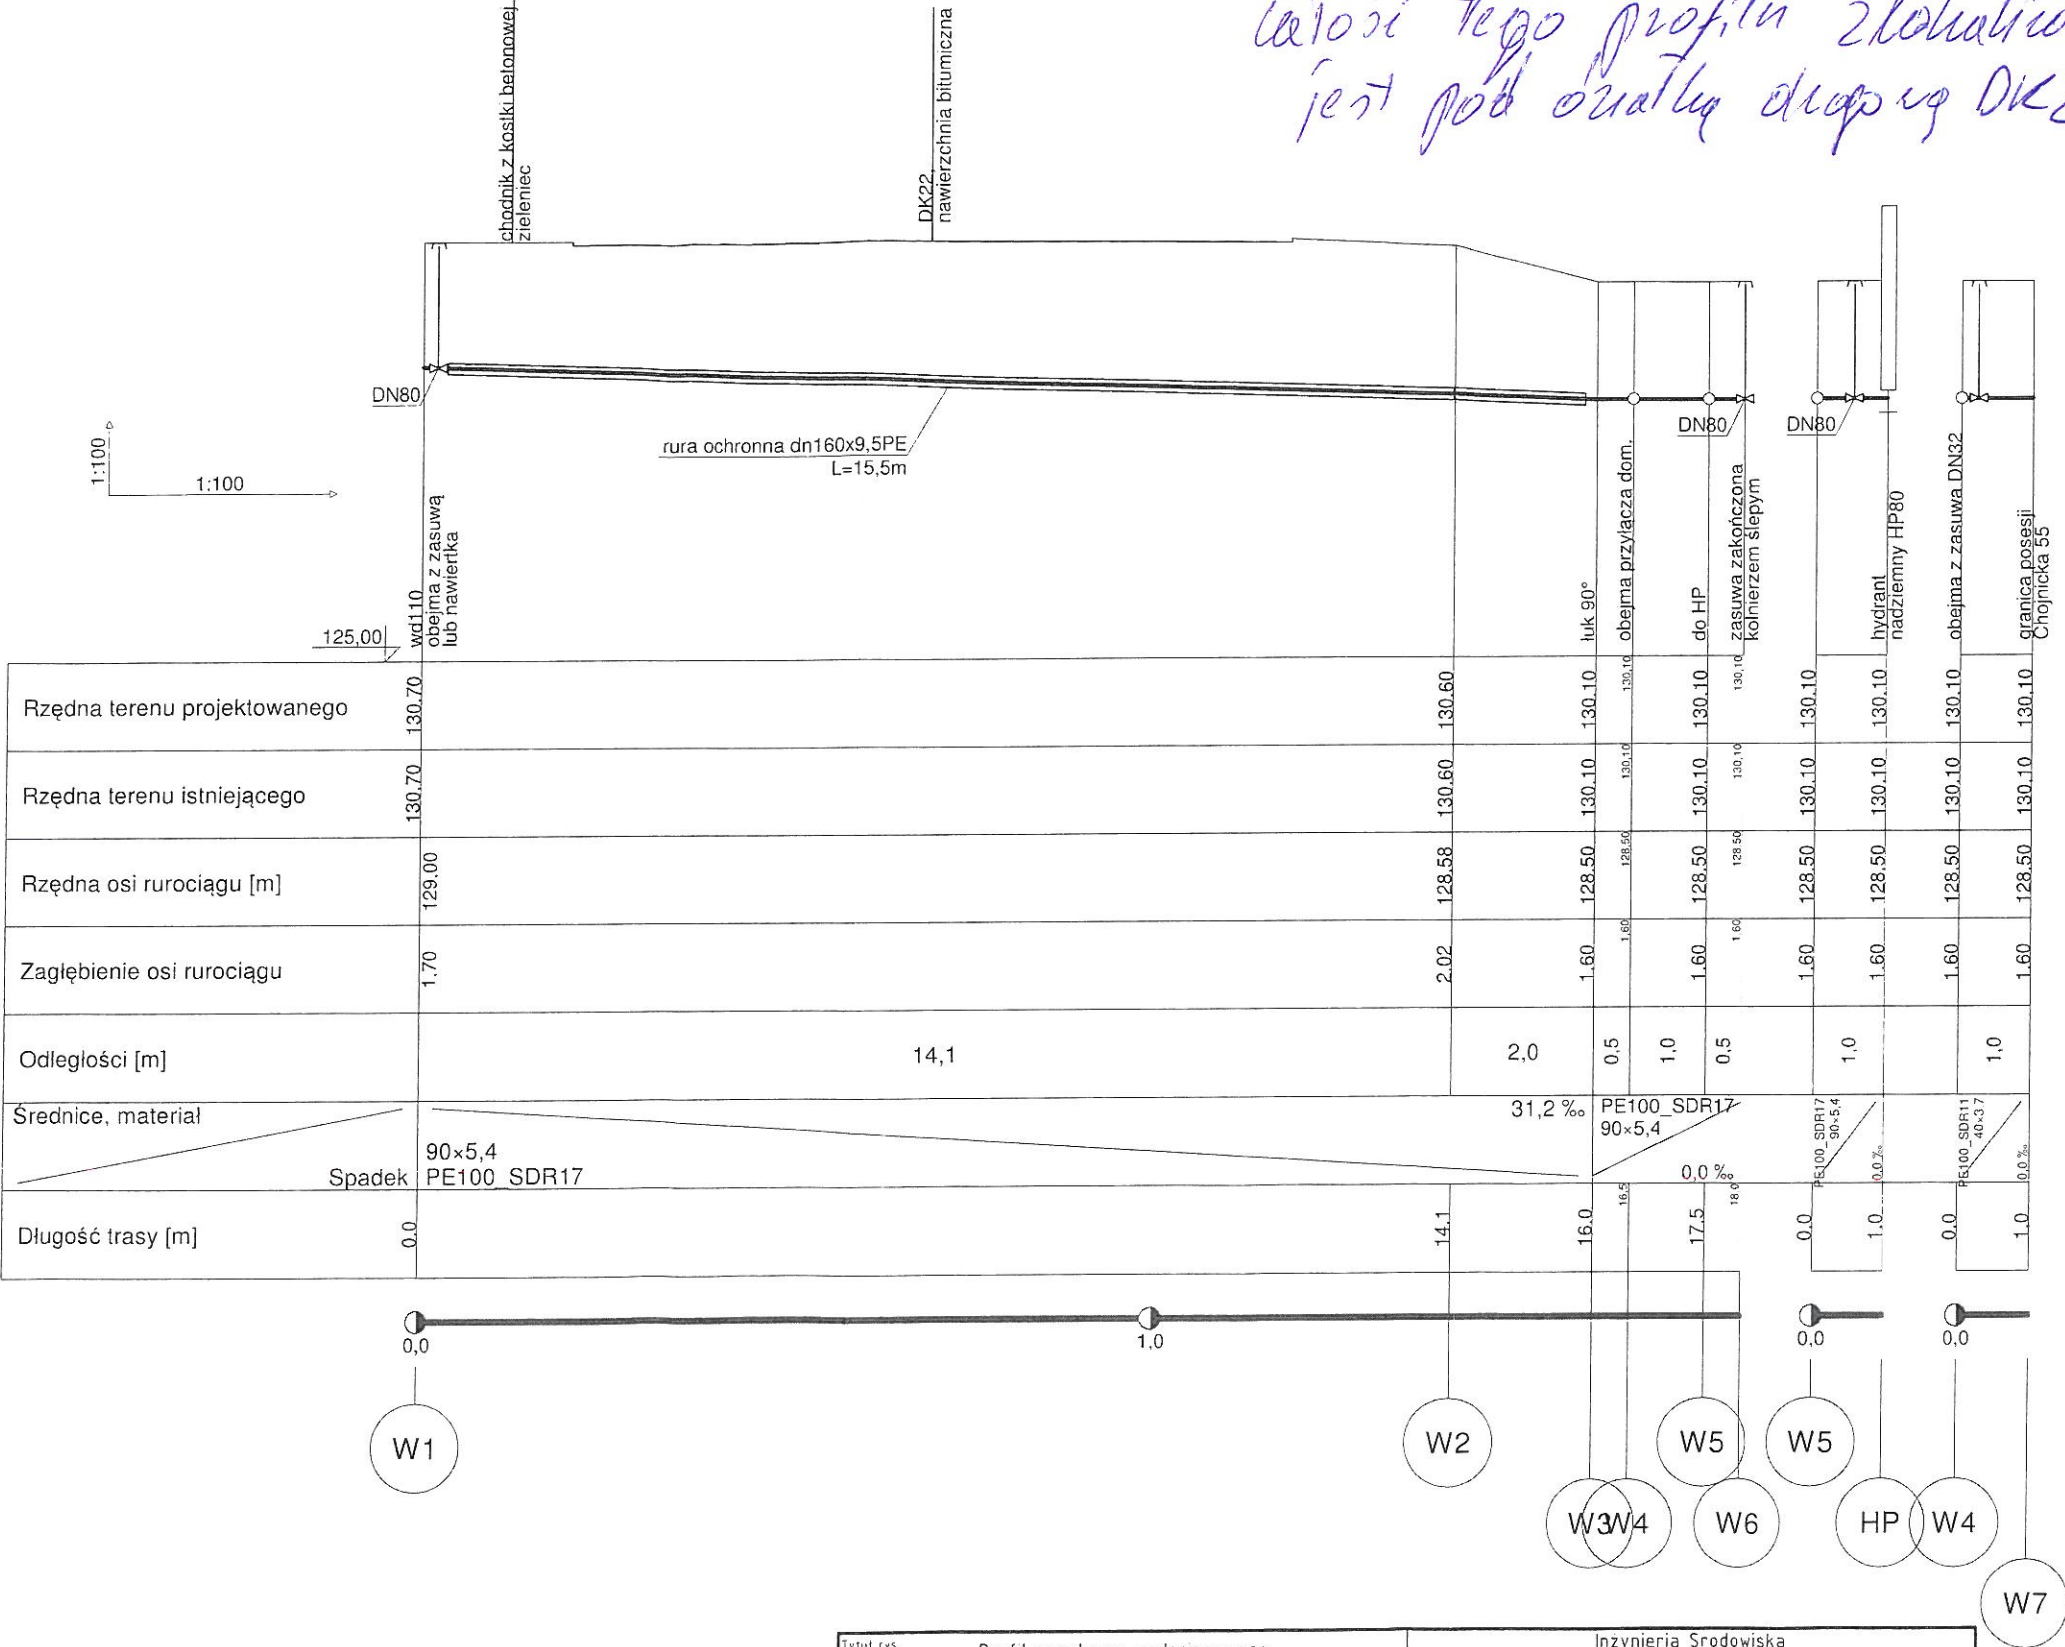 tego profilu
jest pod działką drogową
chodnik z kostki betonowej
zieleniec
DK22,
nawierzchnia bitumiczna
DN80
rura ochronna dn160x9,5PE
L=15,5m
1:100
1:100
DN80
DN80
125,00
wd110
obejma z zasuwą
lub nawiertka
łuk 90°
obejma przyłącza dom.
do HP
zasuwa zakończona
kołnierzem ślepym
hydrant
nadziemny HP80
obejma z zasuwa DN32
granica posesji
Chojnicka 55
Rzędna terenu projektowanego 130.70 130.60 130.10 130,10 130.10 130,10 130.10 130.10 130.10 130.10
Rzędna terenu istniejącego 130.70 130.60 130.10 130,10 130.10 130,10 130.10 130.10 130.10 130.10
Rzędna osi rurociągu [m] 129.00 128.58 128.50 128.50 128.50 128.50 128.50 128.50 128.50 128.50
Zagłębienie osi rurociągu 1.70 2.02 1.60 1.60 1.60 1.60 1.60 1.60 1.60 1.60
Odległości [m] 14,1 2,0 0,5 1,0 0,5 1,0 1,0
Średnice, materiał
Spadek
90×5,4
PE100_SDR17
31,2 ‰
PE100_SDR17
90×5,4
0,0 ‰
PE100_SDR17
90×5,4
0,0 ‰
PE100_SDR11
40×3,7
0,0 ‰
Długość trasy [m] 0.0 14.1 16.0 16.5 17.5 18.0 0.0 1.0 0.0 1.0
0,0 1,0 0,0 0,0
W1 W2 W5 W5
W3 W4 W6 HP W4
W7
Tytuł rys.
Inżynieria Środowiska